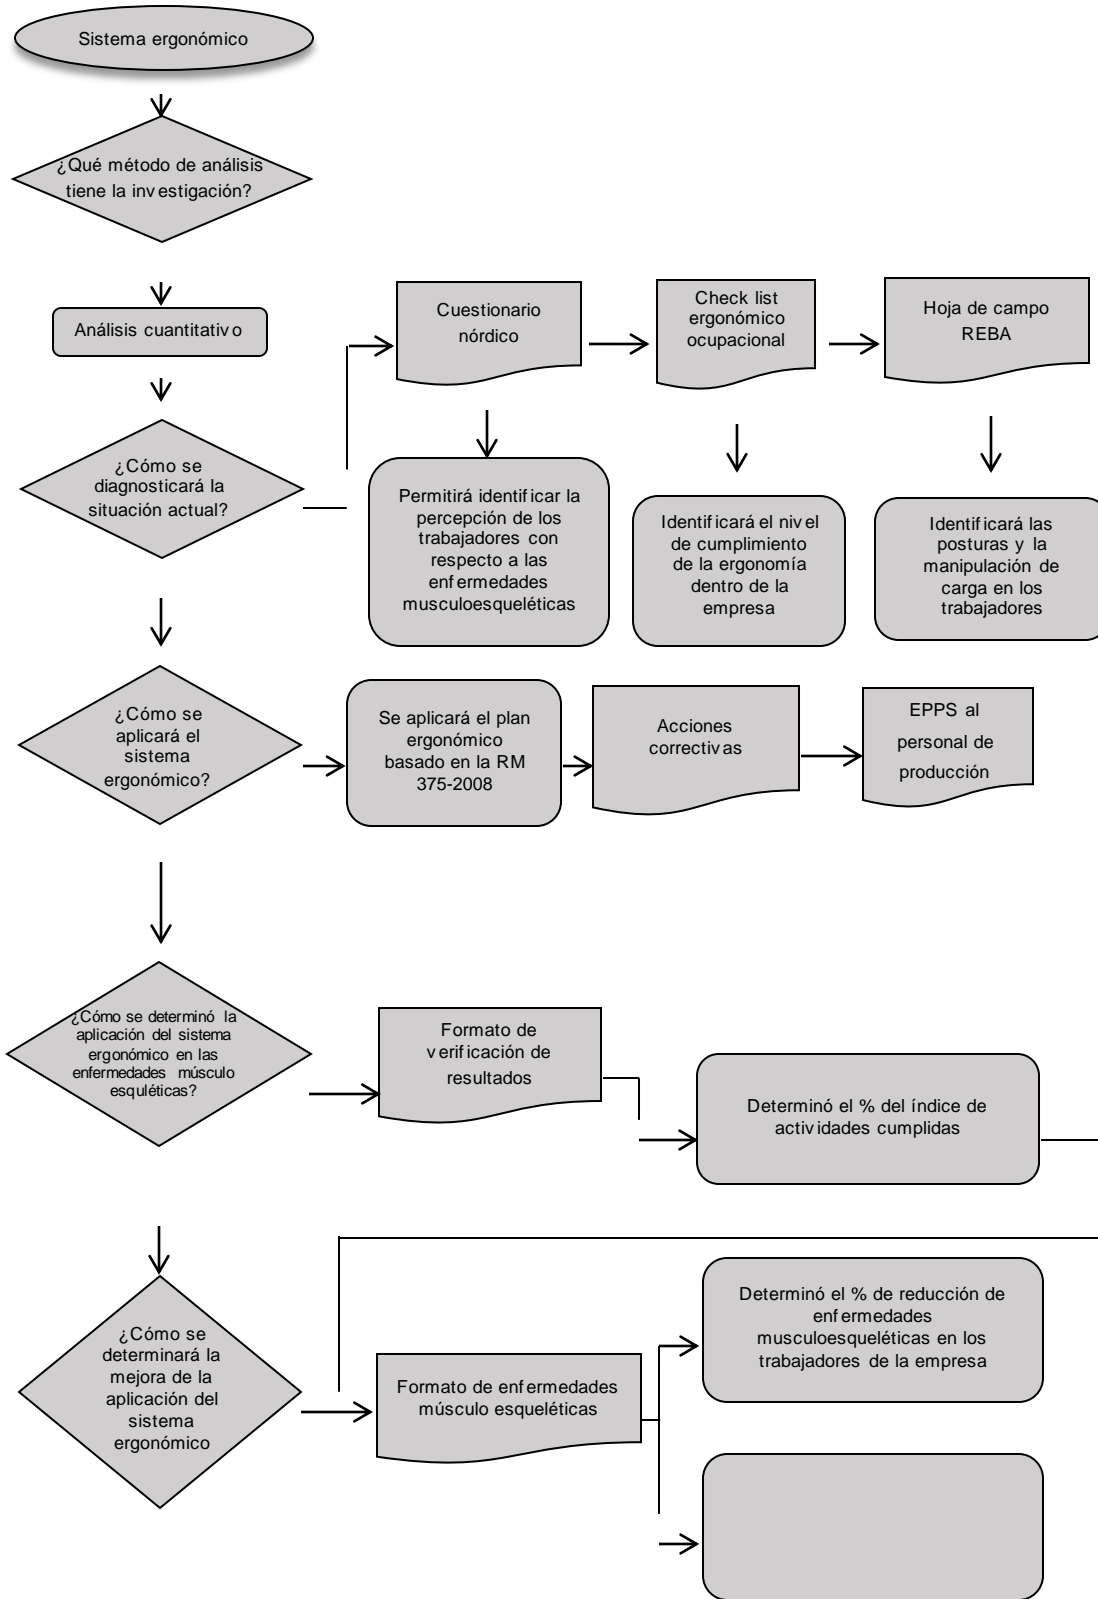 Sistema ergonómico
¿Qué método de análisis
tiene la investigación?
Análisis cuantitativo
¿Cómo se
diagnosticará la
situación actual?
Cuestionario
nórdico
Check list
ergonómico
ocupacional
Hoja de campo
REBA
Permitirá identificar la
percepción de los
trabajadores con
respecto a las
enfermedades
musculoesqueléticas
Identificará el nivel
de cumplimiento
de la ergonomía
dentro de la
empresa
Identificará las
posturas y la
manipulación de
carga en los
trabajadores
¿Cómo se
aplicará el
sistema
ergonómico?
Se aplicará el plan
ergonómico
basado en la RM
375-2008
Acciones
correctivas
EPPS al
personal de
producción
¿Cómo se determinó la
aplicación del sistema
ergonómico en las
enfermedades músculo
esquléticas?
Formato de
verificación de
resultados
Determinó el % del índice de
actividades cumplidas
¿Cómo se
determinará la
mejora de la
aplicación del
sistema
ergonómico
Formato de enfermedades
músculo esqueléticas
Determinó el % de reducción de
enfermedades
musculoesqueléticas en los
trabajadores de la empresa